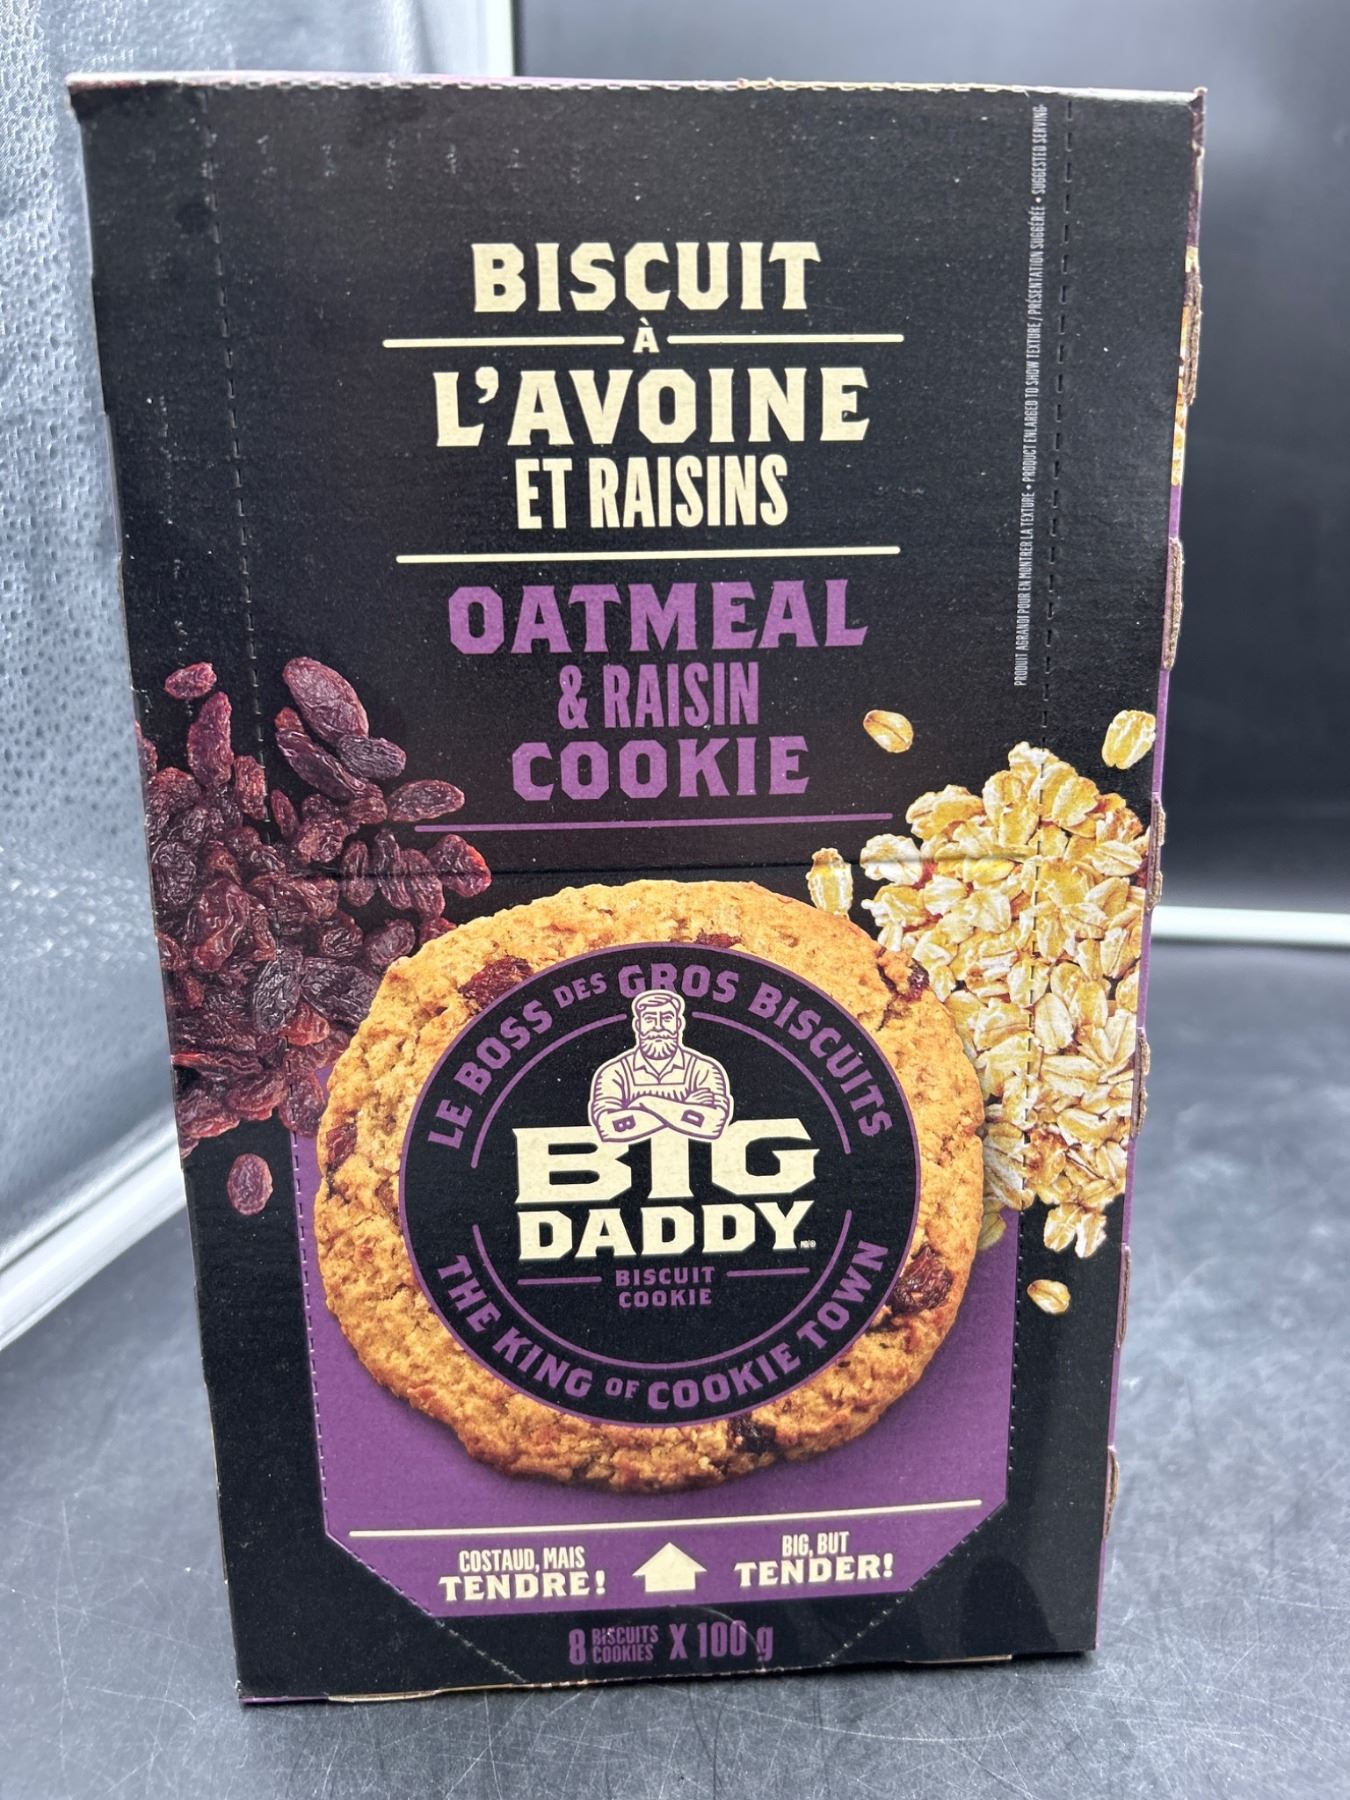 BISCUIT
À
L'AVOINE
ET RAISINS
OATMEAL
& RAISIN
COOKIE
PRODUIT AGRANDI POUR EN MONTRER LA TEXTURE • PRODUCT ENLARGED TO SHOW TEXTURE / PRÉSENTATION SUGGÉRÉE • SUGGESTED SERVING
LE BOSS DES GROS BISCUITS
B D
BIG
DADDY
BISCUIT
COOKIE
THE KING OF COOKIE TOWN
COSTAUD, MAIS
TENDRE!
BIG, BUT
TENDER!
8 BISCUITS COOKIES X 100 g